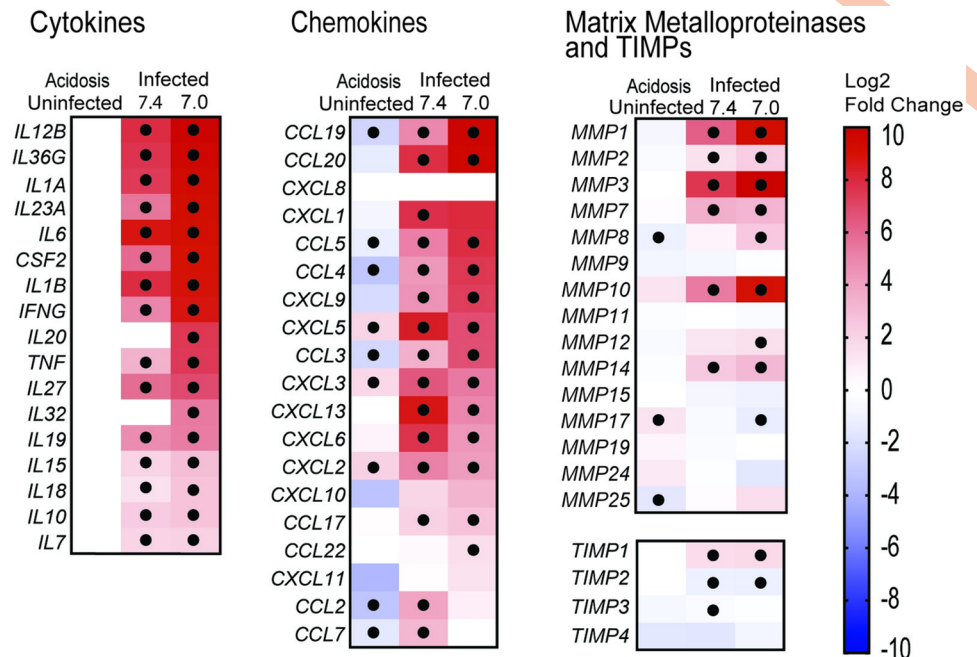 Cytokines
Acidosis Infected
Uninfected 7.4 7.0
IL12B
IL36G
IL1A
IL23A
IL6
CSF2
IL1B
IFNG
IL20
TNF
IL27
IL32
IL19
IL15
IL18
IL10
IL7
Chemokines
Acidosis Infected
Uninfected 7.4 7.0
CCL19
CCL20
CXCL8
CXCL1
CCL5
CCL4
CXCL9
CXCL5
CCL3
CXCL3
CXCL13
CXCL6
CXCL2
CXCL10
CCL17
CCL22
CXCL11
CCL2
CCL7
Matrix Metalloproteinases
and TIMPs
Acidosis Infected
Uninfected 7.4 7.0
MMP1
MMP2
MMP3
MMP7
MMP8
MMP9
MMP10
MMP11
MMP12
MMP14
MMP15
MMP17
MMP19
MMP24
MMP25
TIMP1
TIMP2
TIMP3
TIMP4
Log2
Fold Change
10
8
6
4
2
0
-2
-4
-6
-8
-10